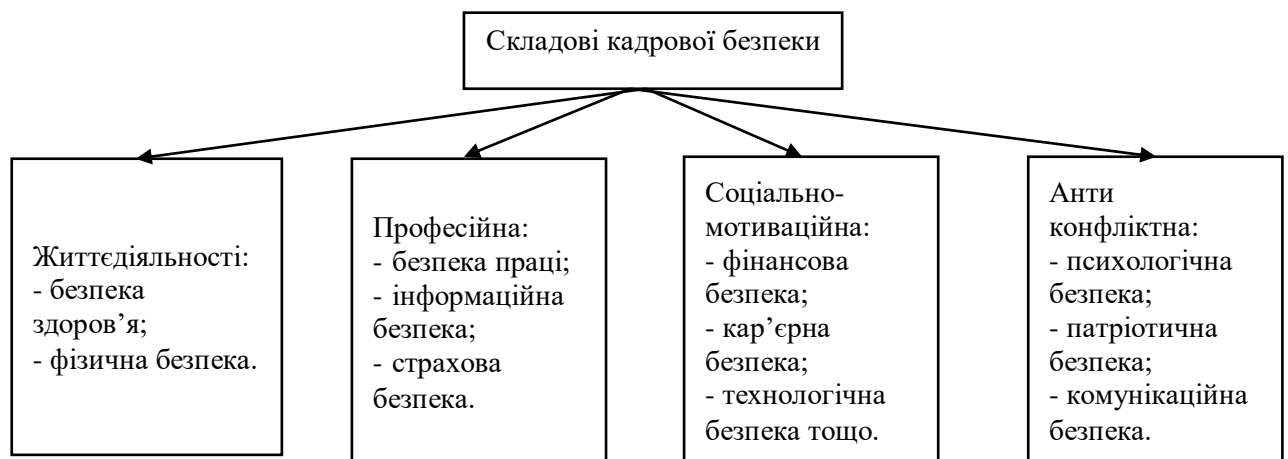 Складові кадрової безпеки
Життєдіяльності:
- безпека
здоров’я;
- фізична безпека.
Професійна:
- безпека праці;
- інформаційна
безпека;
- страхова
безпека.
Соціально-
мотиваційна:
- фінансова
безпека;
- кар’єрна
безпека;
- технологічна
безпека тощо.
Анти
конфліктна:
- психологічна
безпека;
- патріотична
безпека;
- комунікаційна
безпека.